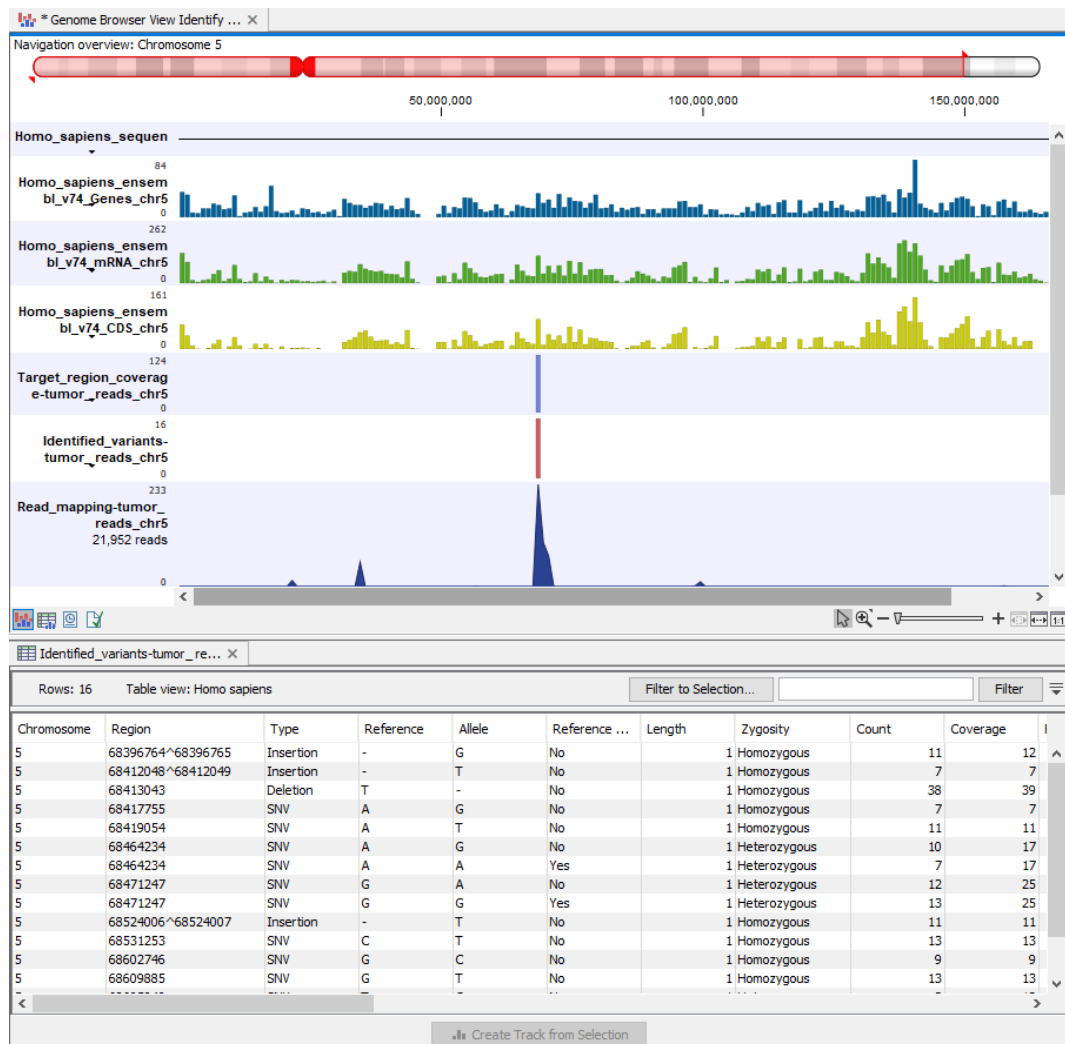 * Genome Browser View Identify ...
Navigation overview: Chromosome 5
50,000,000 100,000,000 150,000,000
Homo_sapiens_sequen
84
Homo_sapiens_ensem
bl_v74_Genes_chr5
0
262
Homo_sapiens_ensem
bl_v74_mRNA_chr5
0
161
Homo_sapiens_ensem
bl_v74_CDS_chr5
0
124
Target_region_coverag
e-tumor_reads_chr5
0
16
Identified_variants-
tumor_reads_chr5
0
233
Read_mapping-tumor_
reads_chr5
21,952 reads
0
1:1
Identified_variants-tumor_re...
Rows: 16 Table view: Homo sapiens Filter to Selection... Filter
Chromosome Region Type Reference Allele Reference ... Length Zygosity Count Coverage
5 68396764^68396765 Insertion - G No 1 Homozygous 11 12
5 68412048^68412049 Insertion - T No 1 Homozygous 7 7
5 68413043 Deletion T - No 1 Homozygous 38 39
5 68417755 SNV A G No 1 Homozygous 7 7
5 68419054 SNV A T No 1 Homozygous 11 11
5 68464234 SNV A G No 1 Heterozygous 10 17
5 68464234 SNV A A Yes 1 Heterozygous 7 17
5 68471247 SNV G A No 1 Heterozygous 12 25
5 68471247 SNV G G Yes 1 Heterozygous 13 25
5 68524006^68524007 Insertion - T No 1 Homozygous 11 11
5 68531253 SNV C T No 1 Homozygous 13 13
5 68602746 SNV G C No 1 Homozygous 9 9
5 68609885 SNV G T No 1 Homozygous 13 13
Create Track from Selection